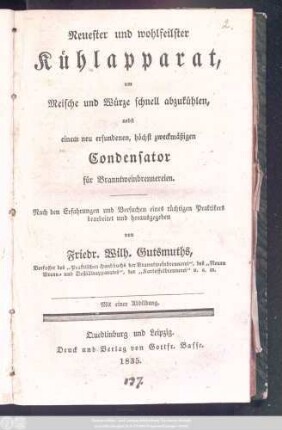 2.
Neuester und wohlfeilster
Kühlapparat,
um
Meische und Würze schnell abzukühlen,
nebst
einem neu erfundenen, höchst zweckmäßigen
Condensator
für Branntweinbrennereien.
Nach den Erfahrungen und Versuchen eines tüchtigen Praktikers
bearbeitet und herausgegeben
von
Friedr. Wilh. Gutsmuths,
Verfasser des „Praktischen Handbuchs der Branntweinbrennerei“, des „Neuen
Brenn- und Destillirapparates“, der „Kartoffelbrennerei“ u. s. w.
Mit einer Abbildung.
Quedlinburg und Leipzig.
Druck und Verlag von Gottfr. Basse.
1835.